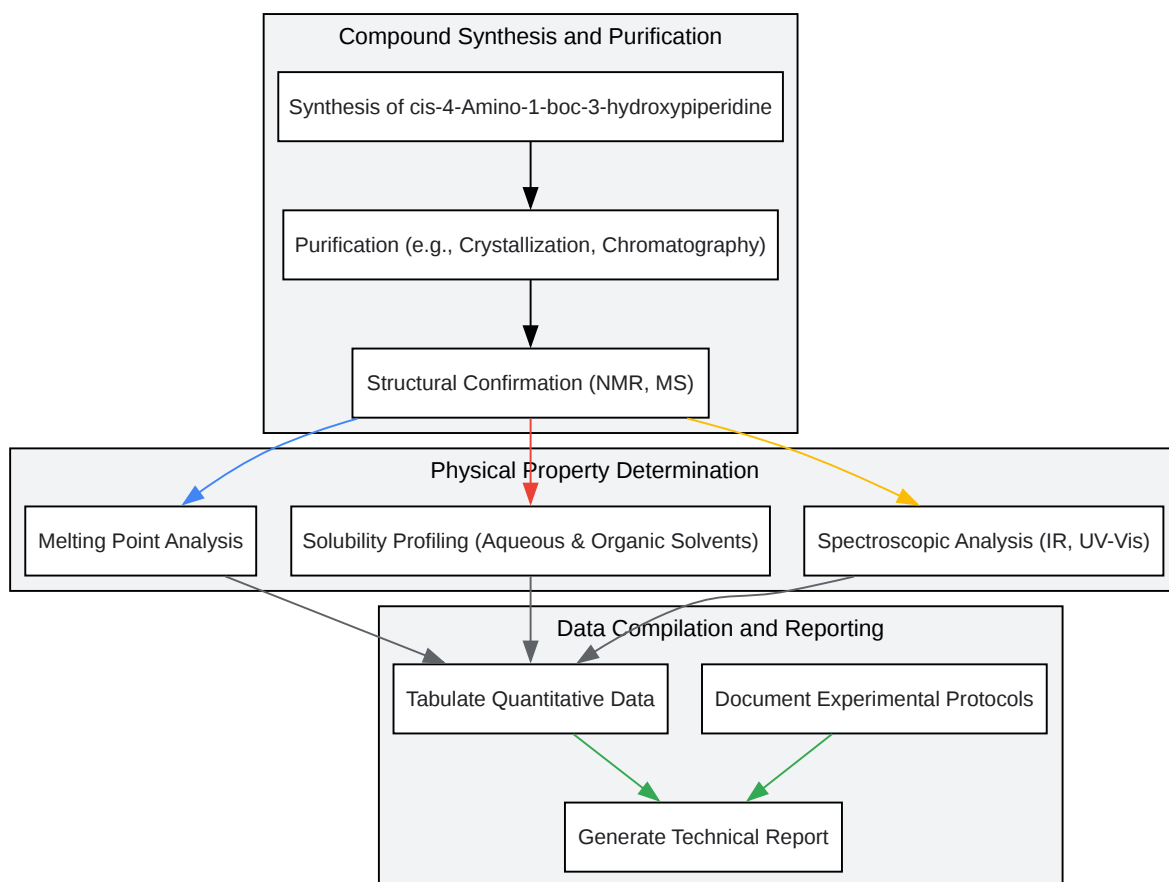 Compound Synthesis and Purification
Synthesis of cis-4-Amino-1-boc-3-hydroxypiperidine
Purification (e.g., Crystallization, Chromatography)
Structural Confirmation (NMR, MS)
Physical Property Determination
Melting Point Analysis
Solubility Profiling (Aqueous & Organic Solvents)
Spectroscopic Analysis (IR, UV-Vis)
Data Compilation and Reporting
Tabulate Quantitative Data
Document Experimental Protocols
Generate Technical Report